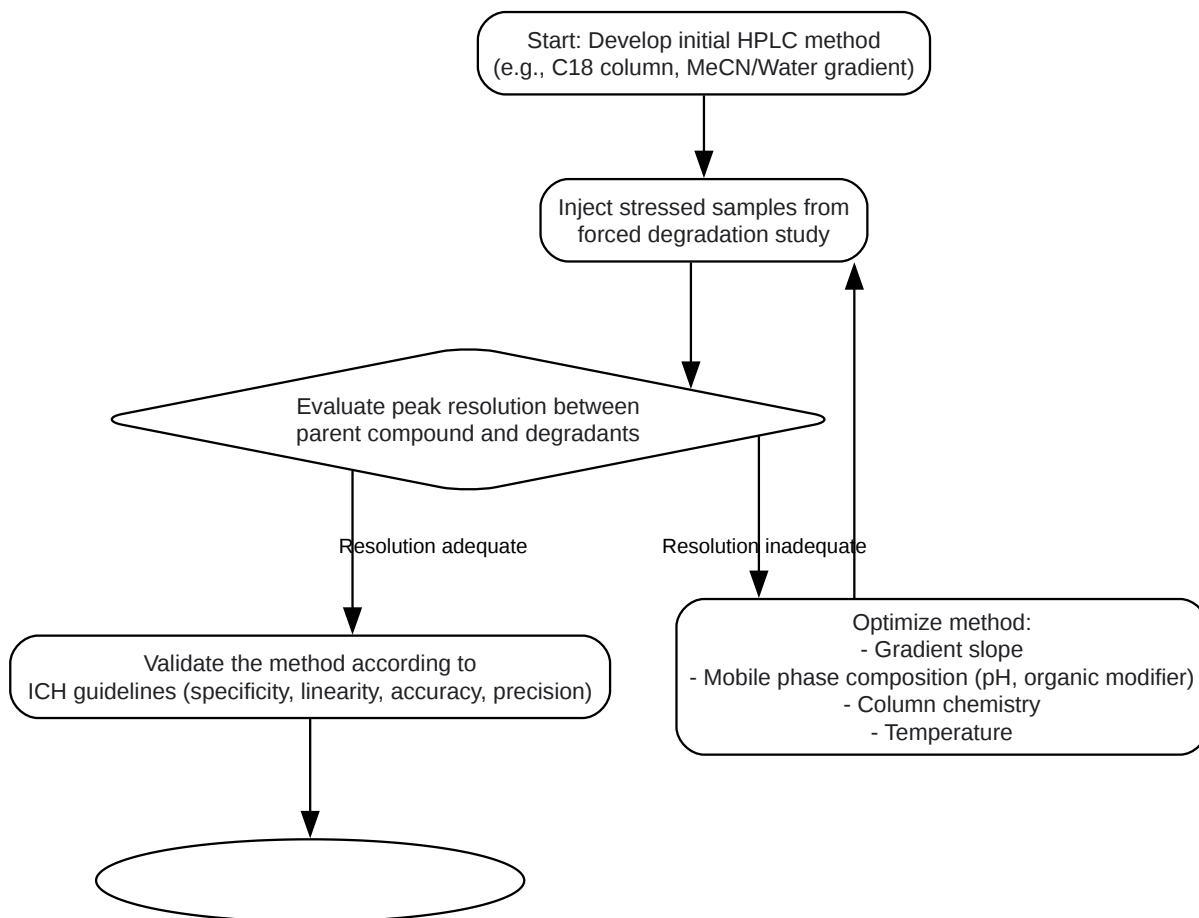 Start: Develop initial HPLC method
(e.g., C18 column, MeCN/Water gradient)
Inject stressed samples from
forced degradation study
Evaluate peak resolution between
parent compound and degradants
Resolution adequate
Resolution inadequate
Validate the method according to
ICH guidelines (specificity, linearity, accuracy, precision)
Optimize method:
- Gradient slope
- Mobile phase composition (pH, organic modifier)
- Column chemistry
- Temperature